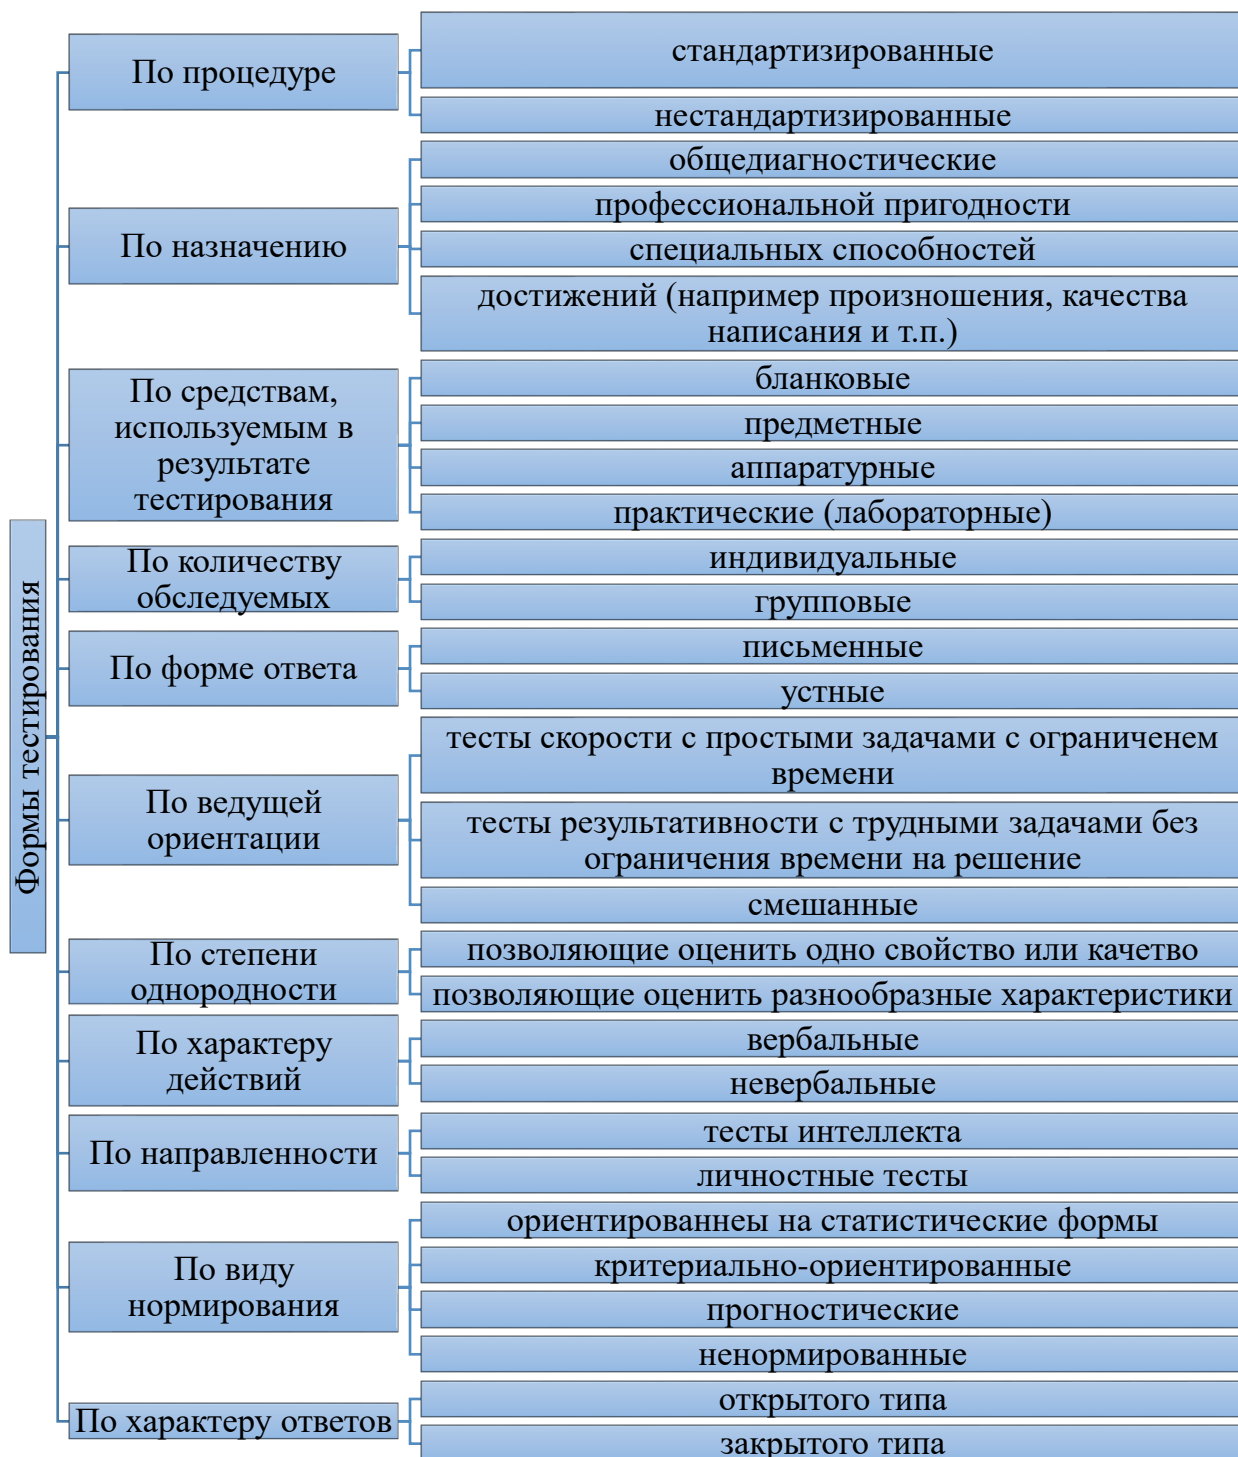 Формы тестирования
По процедуре
стандартизированные
нестандартизированные
По назначению
общедиагностические
профессиональной пригодности
специальных способностей
достижений (например произношения, качества
написания и т.п.)
По средствам,
используемым в
результате
тестирования
бланковые
предметные
аппаратурные
практические (лабораторные)
По количеству
обследуемых
индивидуальные
групповые
По форме ответа
письменные
устные
По ведущей
ориентации
тесты скорости с простыми задачами с ограниченем
времени
тесты результативности с трудными задачами без
ограничения времени на решение
смешанные
По степени
однородности
позволяющие оценить одно свойство или качетво
позволяющие оценить разнообразные характеристики
По характеру
действий
вербальные
невербальные
По направленности
тесты интеллекта
личностные тесты
По виду
нормирования
ориентированнеы на статистические формы
критериально-ориентированные
прогностические
ненормированные
По характеру ответов
открытого типа
закрытого типа